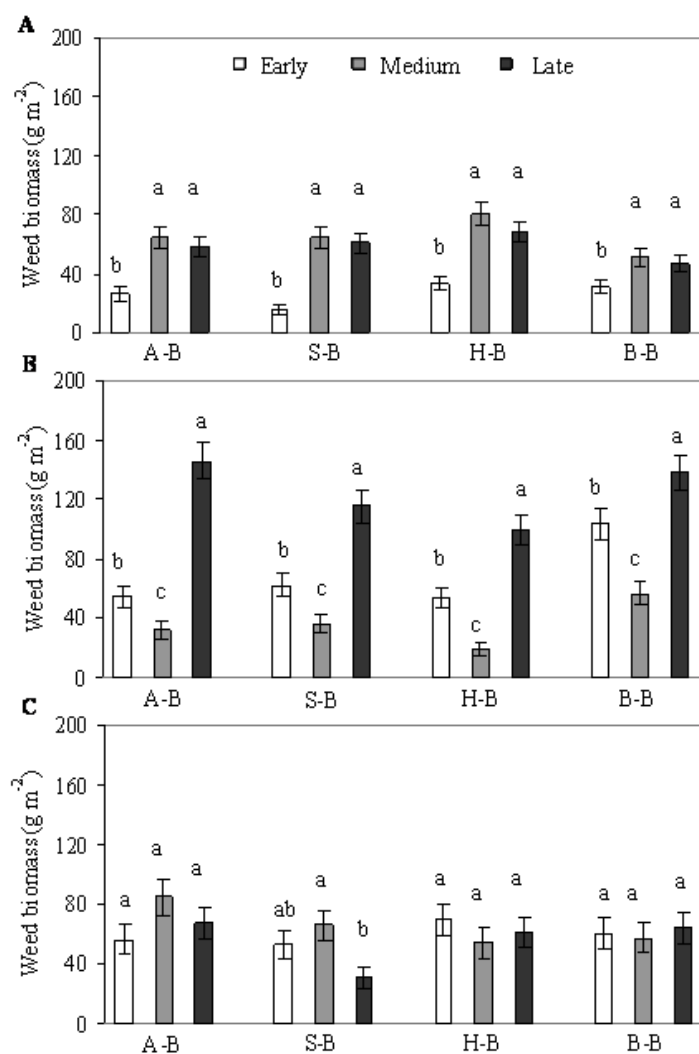 A
200
Early Medium Late
160
120
80
40
0
Weed biomass (g m-2)
a a a a a a a a
b b b b
A-B S-B H-B B-B
B
200
160
120
80
40
0
Weed biomass (g m-2)
b c a b c a b c a b c a
A-B S-B H-B B-B
C
200
160
120
80
40
0
Weed biomass (g m-2)
a a a ab a b a a a a a a
A-B S-B H-B B-B